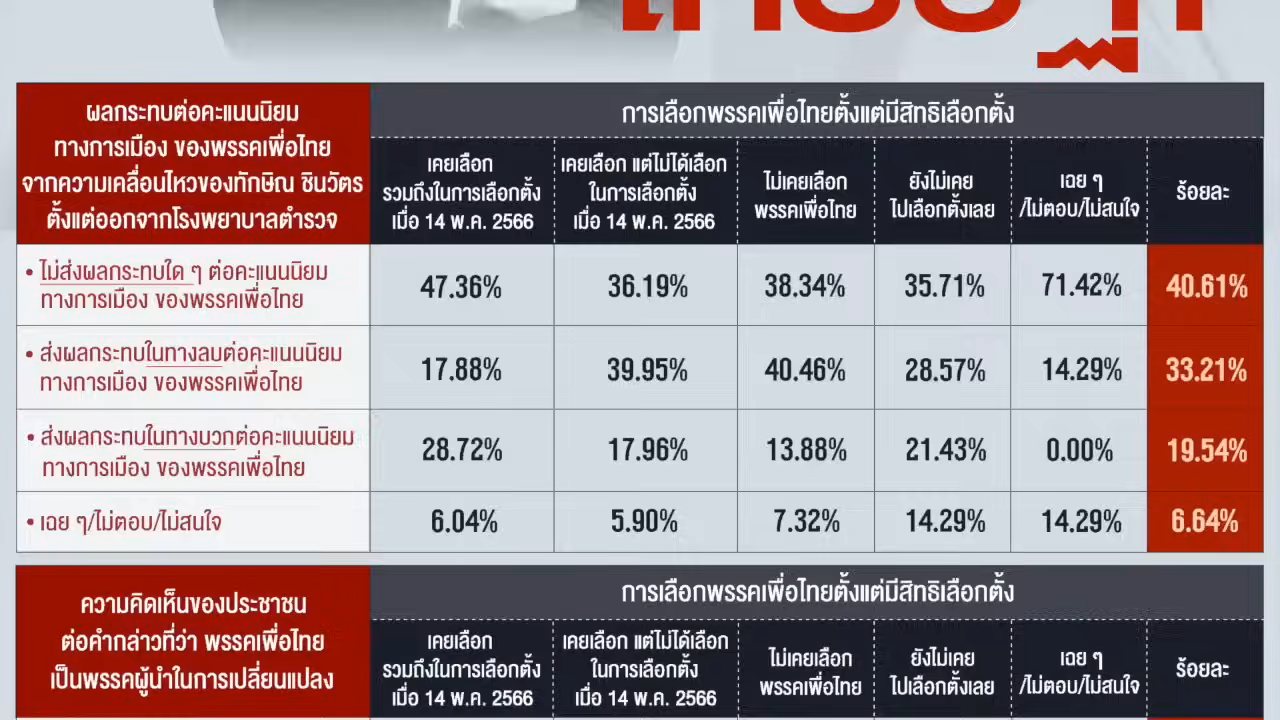 ผลกระทบต่อคะแนนนิยม
ทางการเมือง ของพรรคเพื่อไทย
จากความเคลื่อนไหวของทักษิณ ชินวัตร
ตั้งแต่ออกจากโรงพยาบาลตำรวจ
การเลือกพรรคเพื่อไทยตั้งแต่มีสิทธิเลือกตั้ง
เคยเลือก
รวมถึงในการเลือกตั้ง
เมื่อ 14 พ.ค. 2566
เคยเลือก แต่ไม่ได้เลือก
ในการเลือกตั้ง
เมื่อ 14 พ.ค. 2566
ไม่เคยเลือก
พรรคเพื่อไทย
ยังไม่เคย
ไปเลือกตั้งเลย
เฉย ๆ
/ไม่ตอบ/ไม่สนใจ
ร้อยละ
• ไม่ส่งผลกระทบใด ๆ ต่อคะแนนนิยม
ทางการเมือง ของพรรคเพื่อไทย
47.36% 36.19% 38.34% 35.71% 71.42% 40.61%
• ส่งผลกระทบในทางลบต่อคะแนนนิยม
ทางการเมือง ของพรรคเพื่อไทย
17.88% 39.95% 40.46% 28.57% 14.29% 33.21%
• ส่งผลกระทบในทางบวกต่อคะแนนนิยม
ทางการเมือง ของพรรคเพื่อไทย
28.72% 17.96% 13.88% 21.43% 0.00% 19.54%
• เฉย ๆ/ไม่ตอบ/ไม่สนใจ 6.04% 5.90% 7.32% 14.29% 14.29% 6.64%
ความคิดเห็นของประชาชน
ต่อคำกล่าวที่ว่า พรรคเพื่อไทย
เป็นพรรคผู้นำในการเปลี่ยนแปลง
การเลือกพรรคเพื่อไทยตั้งแต่มีสิทธิเลือกตั้ง
เคยเลือก
รวมถึงในการเลือกตั้ง
เมื่อ 14 พ.ค. 2566
เคยเลือก แต่ไม่ได้เลือก
ในการเลือกตั้ง
เมื่อ 14 พ.ค. 2566
ไม่เคยเลือก
พรรคเพื่อไทย
ยังไม่เคย
ไปเลือกตั้งเลย
เฉย ๆ
/ไม่ตอบ/ไม่สนใจ
ร้อยละ